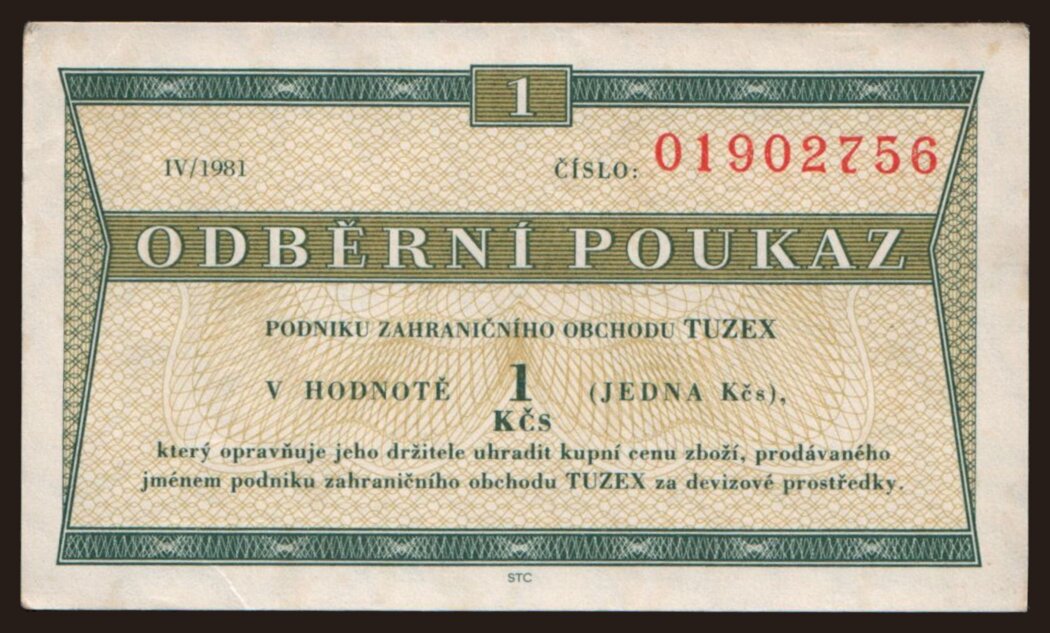 1
IV/1981 ČÍSLO: 01902756
ODBĚRNÍ POUKAZ
PODNIKU ZAHRANIČNÍHO OBCHODU TUZEX
V HODNOTĚ 1 (JEDNA Kčs),
KČS
který opravňuje jeho držitele uhradit kupní cenu zboží, prodávaného
jménem podniku zahraničního obchodu TUZEX za devizové prostředky.
STC